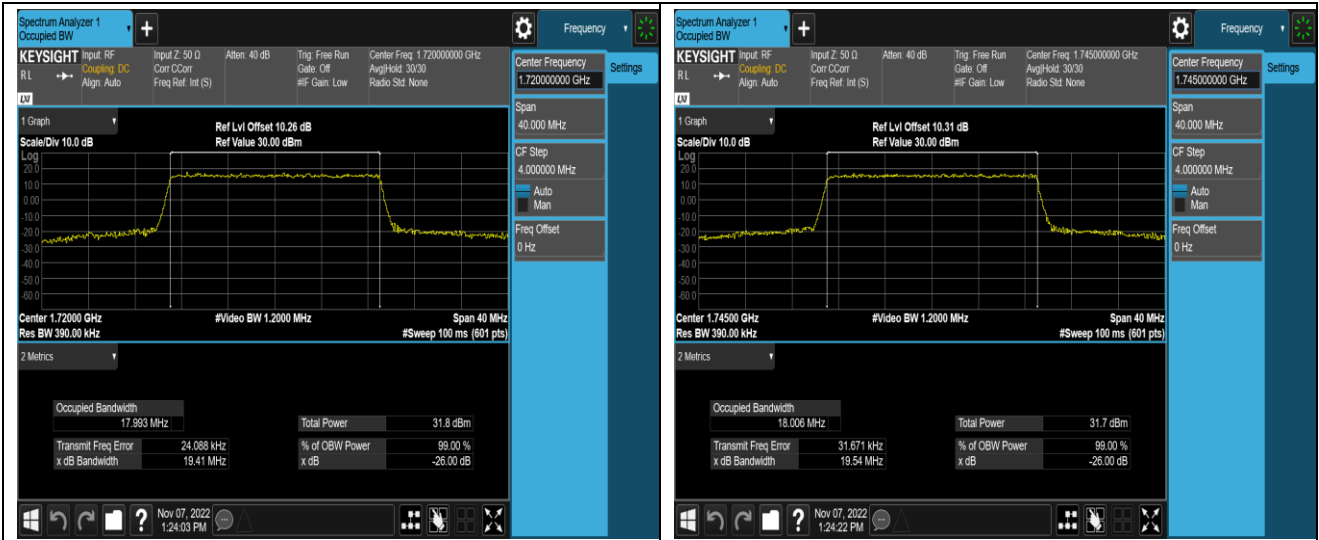 Spectrum Analyzer 1
Occupied BW
Frequency
KEYSIGHT
Input: RF
Coupling: DC
Align: Auto
Input Z: 50 Ω
Corr CCorr
Freq Ref: Int (S)
Atten: 40 dB
Trig: Free Run
Gate: Off
#IF Gain: Low
Center Freq: 1.720000000 GHz
Avg|Hold: 30/30
Radio Std: None
RL
LXI
Center Frequency
1.720000000 GHz
Settings
Span
40.000 MHz
CF Step
4.000000 MHz
Auto
Man
Freq Offset
0 Hz
1 Graph
Scale/Div 10.0 dB
Ref Lvl Offset 10.26 dB
Ref Value 30.00 dBm
Log
20.0
10.0
0.00
-10.0
-20.0
-30.0
-40.0
-50.0
-60.0
Center 1.72000 GHz
#Video BW 1.2000 MHz
Span 40 MHz
Res BW 390.00 kHz
#Sweep 100 ms (601 pts)
2 Metrics
Occupied Bandwidth
17.993 MHz
Total Power 31.8 dBm
Transmit Freq Error 24.088 kHz
% of OBW Power 99.00 %
x dB Bandwidth 19.41 MHz
x dB -26.00 dB
?
Nov 07, 2022
1:24:03 PM
Spectrum Analyzer 1
Occupied BW
Frequency
KEYSIGHT
Input: RF
Coupling: DC
Align: Auto
Input Z: 50 Ω
Corr CCorr
Freq Ref: Int (S)
Atten: 40 dB
Trig: Free Run
Gate: Off
#IF Gain: Low
Center Freq: 1.745000000 GHz
Avg|Hold: 30/30
Radio Std: None
RL
LXI
Center Frequency
1.745000000 GHz
Settings
Span
40.000 MHz
CF Step
4.000000 MHz
Auto
Man
Freq Offset
0 Hz
1 Graph
Scale/Div 10.0 dB
Ref Lvl Offset 10.31 dB
Ref Value 30.00 dBm
Log
20.0
10.0
0.00
-10.0
-20.0
-30.0
-40.0
-50.0
-60.0
Center 1.74500 GHz
#Video BW 1.2000 MHz
Span 40 MHz
Res BW 390.00 kHz
#Sweep 100 ms (601 pts)
2 Metrics
Occupied Bandwidth
18.006 MHz
Total Power 31.7 dBm
Transmit Freq Error 31.671 kHz
% of OBW Power 99.00 %
x dB Bandwidth 19.54 MHz
x dB -26.00 dB
?
Nov 07, 2022
1:24:22 PM